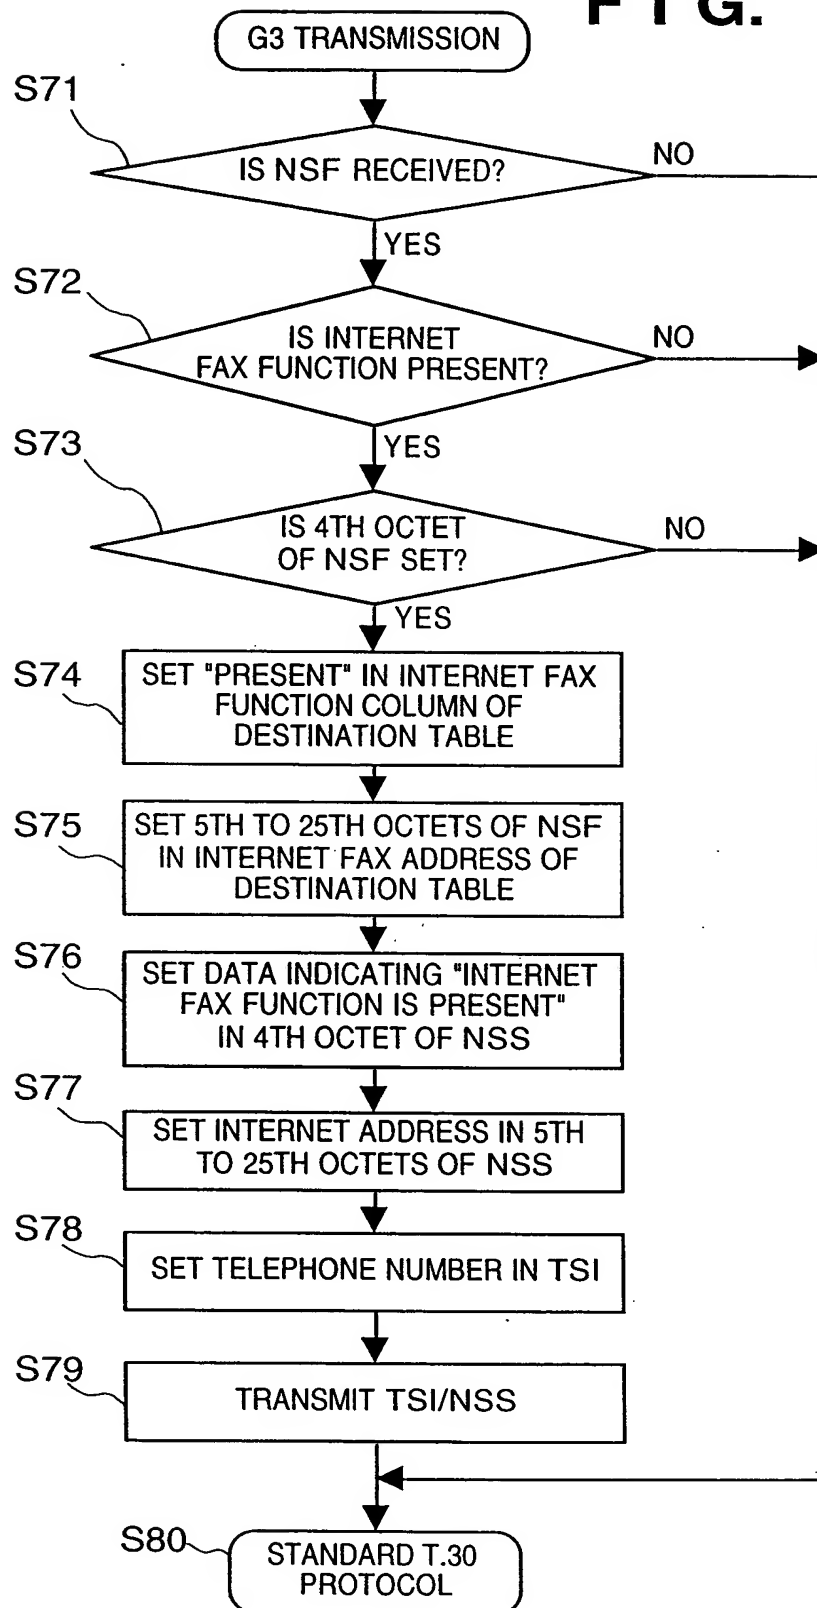 FIG.
G3 TRANSMISSION
S71
IS NSF RECEIVED?
NO
YES
S72
IS INTERNET
FAX FUNCTION PRESENT?
NO
YES
S73
IS 4TH OCTET
OF NSF SET?
NO
YES
S74
SET "PRESENT" IN INTERNET FAX
FUNCTION COLUMN OF
DESTINATION TABLE
S75
SET 5TH TO 25TH OCTETS OF NSF
IN INTERNET FAX ADDRESS OF
DESTINATION TABLE
S76
SET DATA INDICATING "INTERNET
FAX FUNCTION IS PRESENT"
IN 4TH OCTET OF NSS
S77
SET INTERNET ADDRESS IN 5TH
TO 25TH OCTETS OF NSS
S78
SET TELEPHONE NUMBER IN TSI
S79
TRANSMIT TSI/NSS
S80
STANDARD T.30
PROTOCOL